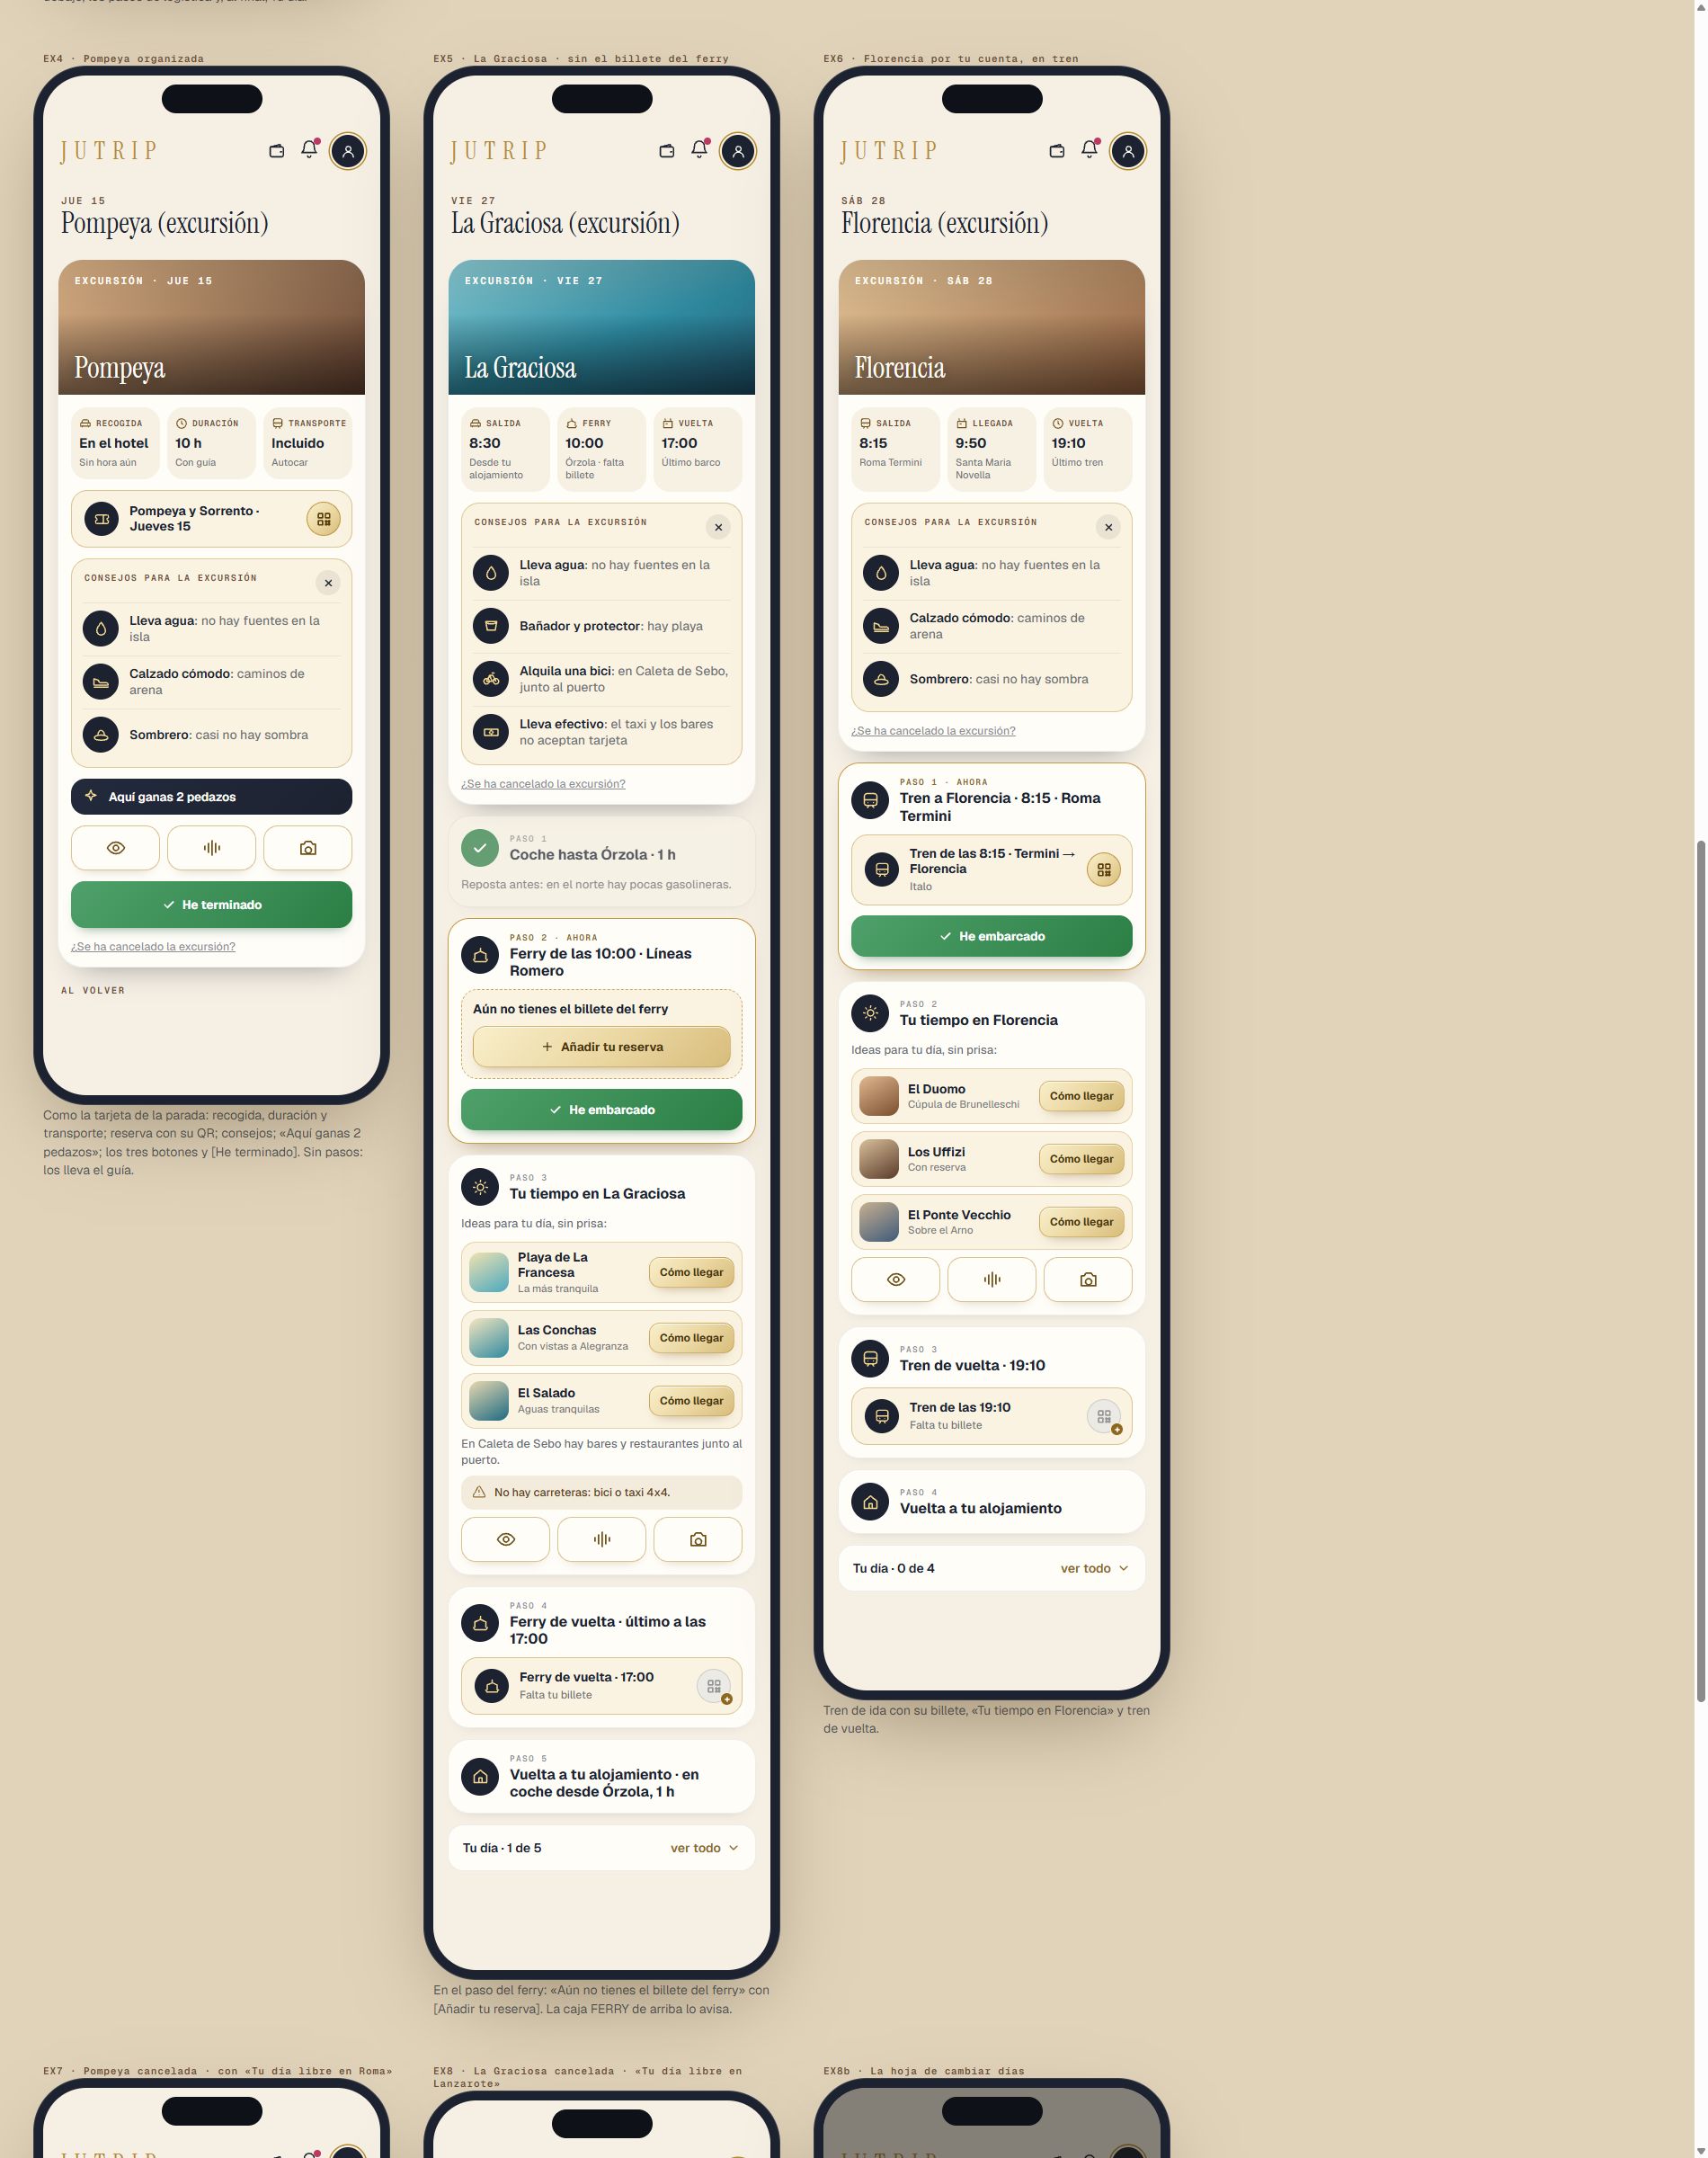 EX4 · Pompeya organizada
JUTRIP
JUE 15
Pompeya (excursión)
EXCURSIÓN · JUE 15
Pompeya
RECOGIDA
En el hotel
Sin hora aún
DURACIÓN
10 h
Con guía
TRANSPORTE
Incluido
Autocar
Pompeya y Sorrento ·
Jueves 15
CONSEJOS PARA LA EXCURSIÓN
Lleva agua: no hay fuentes en la
isla
Calzado cómodo: caminos de
arena
Sombrero: casi no hay sombra
Aquí ganas 2 pedazos
He terminado
¿Se ha cancelado la excursión?
AL VOLVER
Como la tarjeta de la parada: recogida, duración y
transporte; reserva con su QR; consejos; «Aquí ganas 2
pedazos»; los tres botones y [He terminado]. Sin pasos:
los lleva el guía.
EX5 · La Graciosa · sin el billete del ferry
JUTRIP
VIE 27
La Graciosa (excursión)
EXCURSIÓN · VIE 27
La Graciosa
SALIDA
8:30
Desde tu
alojamiento
FERRY
10:00
Órzola · falta
billete
VUELTA
17:00
Último barco
CONSEJOS PARA LA EXCURSIÓN
Lleva agua: no hay fuentes en la
isla
Bañador y protector: hay playa
Alquila una bici: en Caleta de Sebo,
junto al puerto
Lleva efectivo: el taxi y los bares
no aceptan tarjeta
¿Se ha cancelado la excursión?
PASO 1
Coche hasta Órzola · 1 h
Reposta antes: en el norte hay pocas gasolineras.
PASO 2 · AHORA
Ferry de las 10:00 · Líneas
Romero
Aún no tienes el billete del ferry
Añadir tu reserva
He embarcado
PASO 3
Tu tiempo en La Graciosa
Ideas para tu día, sin prisa:
Playa de La
Francesa
La más tranquila
Cómo llegar
Las Conchas
Con vistas a Alegranza
Cómo llegar
El Salado
Aguas tranquilas
Cómo llegar
En Caleta de Sebo hay bares y restaurantes junto al
puerto.
No hay carreteras: bici o taxi 4x4.
PASO 4
Ferry de vuelta · último a las
17:00
Ferry de vuelta · 17:00
Falta tu billete
PASO 5
Vuelta a tu alojamiento · en
coche desde Órzola, 1 h
Tu día · 1 de 5
ver todo
En el paso del ferry: «Aún no tienes el billete del ferry» con
[Añadir tu reserva]. La caja FERRY de arriba lo avisa.
EX6 · Florencia por tu cuenta, en tren
JUTRIP
SÁB 28
Florencia (excursión)
EXCURSIÓN · SÁB 28
Florencia
SALIDA
8:15
Roma Termini
LLEGADA
9:50
Santa Maria
Novella
VUELTA
19:10
Último tren
CONSEJOS PARA LA EXCURSIÓN
Lleva agua: no hay fuentes en la
isla
Calzado cómodo: caminos de
arena
Sombrero: casi no hay sombra
¿Se ha cancelado la excursión?
PASO 1 · AHORA
Tren a Florencia · 8:15 · Roma
Termini
Tren de las 8:15 · Termini →
Florencia
Italo
He embarcado
PASO 2
Tu tiempo en Florencia
Ideas para tu día, sin prisa:
El Duomo
Cúpula de Brunelleschi
Cómo llegar
Los Uffizi
Con reserva
Cómo llegar
El Ponte Vecchio
Sobre el Arno
Cómo llegar
PASO 3
Tren de vuelta · 19:10
Tren de las 19:10
Falta tu billete
PASO 4
Vuelta a tu alojamiento
Tu día · 0 de 4
ver todo
Tren de ida con su billete, «Tu tiempo en Florencia» y tren
de vuelta.
EX7 · Pompeya cancelada · con «Tu día libre en Roma»
EX8 · La Graciosa cancelada · «Tu día libre en
Lanzarote»
EX8b · La hoja de cambiar días